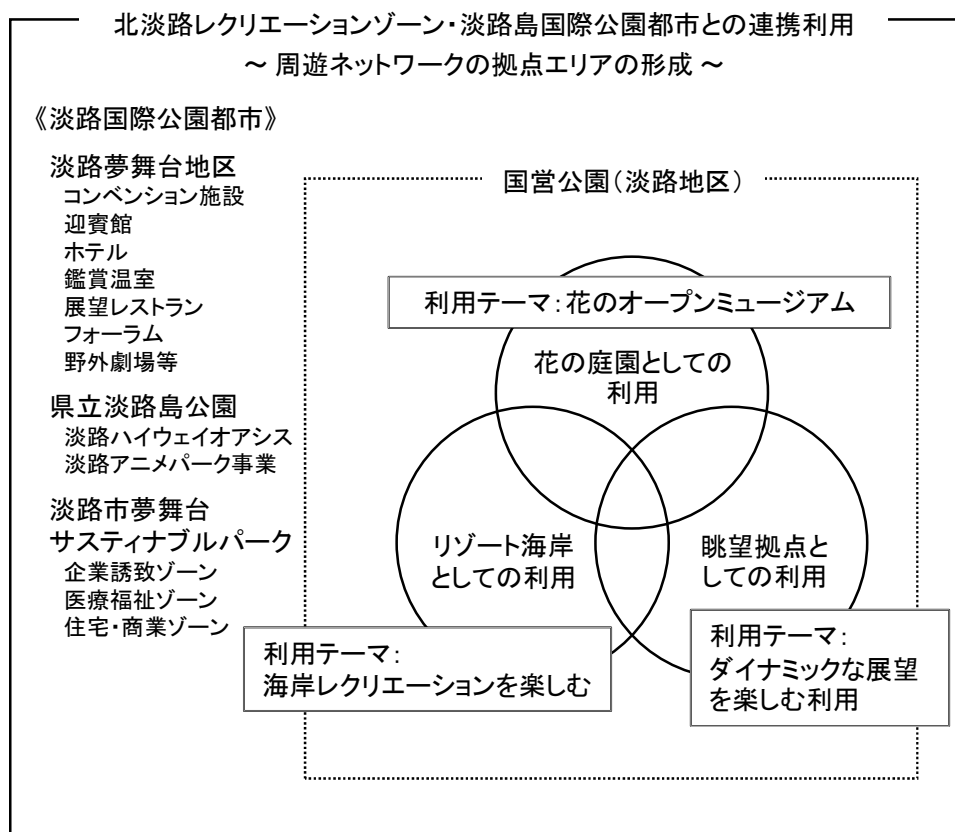 北淡路レクリエーションゾーン・淡路島国際公園都市との連携利用
～ 周遊ネットワークの拠点エリアの形成 ～
《淡路国際公園都市》
淡路夢舞台地区
コンベンション施設
迎賓館
ホテル
鑑賞温室
展望レストラン
フォーラム
野外劇場等
県立淡路島公園
淡路ハイウェイオアシス
淡路アニメパーク事業
淡路市夢舞台
サスティナブルパーク
企業誘致ゾーン
医療福祉ゾーン
住宅・商業ゾーン
国営公園(淡路地区)
利用テーマ:花のオープンミュージアム
花の庭園としての
利用
リゾート海岸
としての利用
眺望拠点と
しての利用
利用テーマ:
海岸レクリエーションを楽しむ
利用テーマ:
ダイナミックな展望
を楽しむ利用